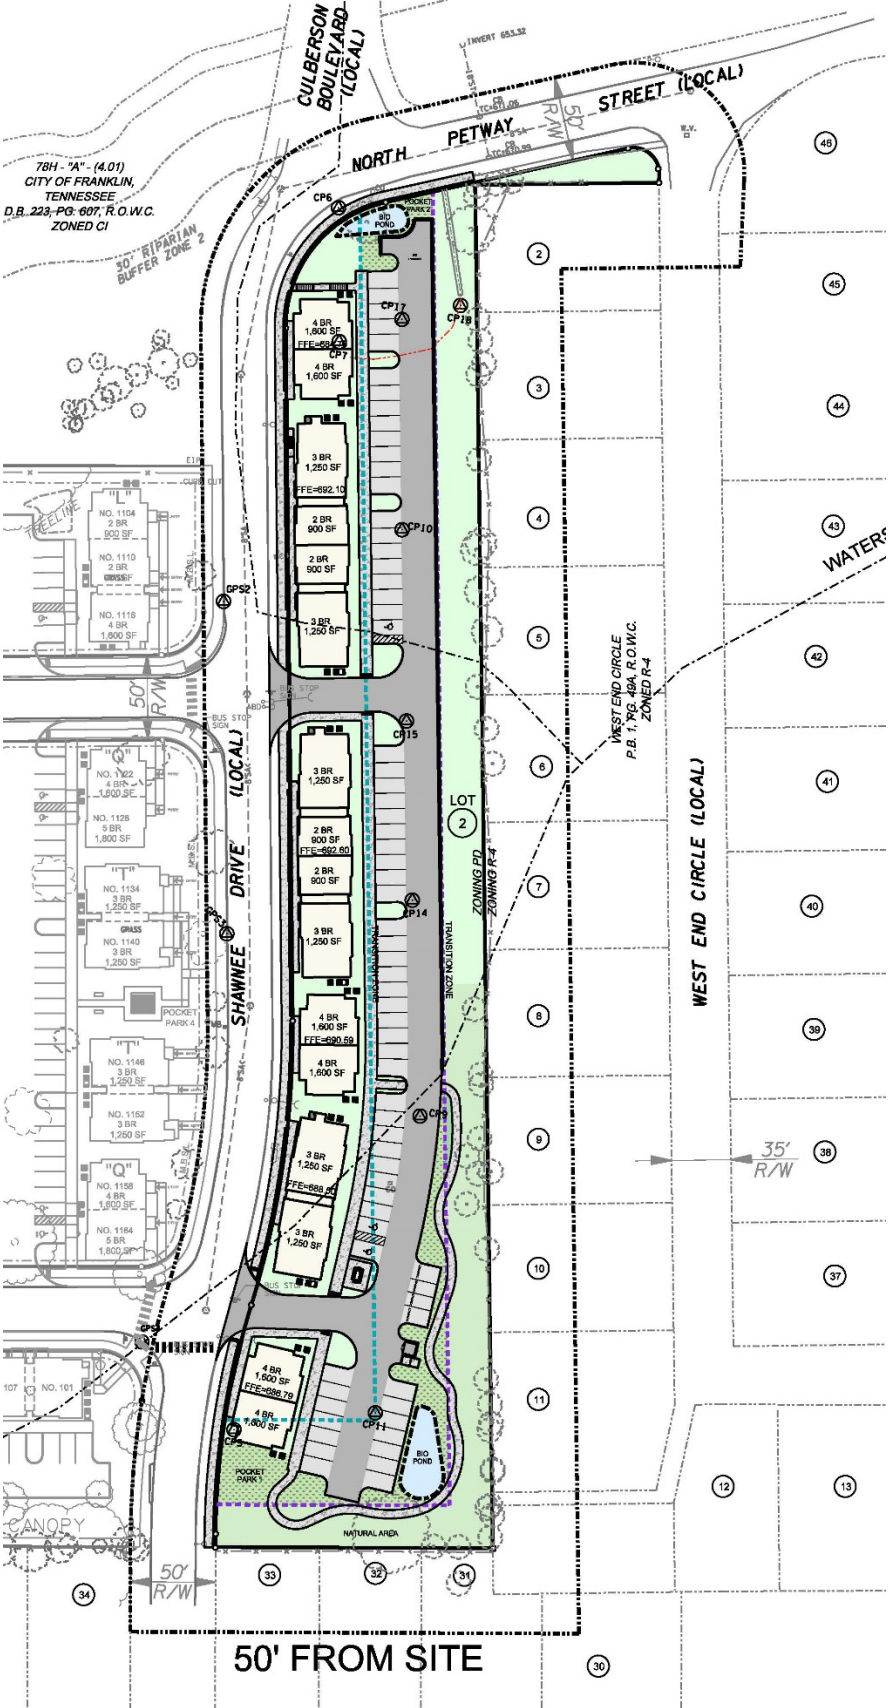 CULBERSON
BOULEVARD
(LOCAL)
INVERT 653.32
NORTH PETWAY STREET (LOCAL)
50'
R/W
W.V.
78H - "A" - (4.01)
CITY OF FRANKLIN,
TENNESSEE
D.B. 223, PG. 607, R.O.W.C.
ZONED CI
30' RIPARIAN
BUFFER ZONE 2
CP6
BIO
POND
POCKET
PARK 2
46
2
45
4 BR
1,600 SF
CP17
CP18
CP7
4 BR
1,600 SF
3
44
3 BR
1,250 SF
FFE=692.10
TREELINE
"L"
NO. 1104
2 BR
900 SF
NO. 1110
2 BR
GRASS
NO. 1116
4 BR
1,600 SF
2 BR
900 SF
2 BR
900 SF
CP10
4
43
WATERS
GPS2
3 BR
1,250 SF
5
42
WEST END CIRCLE
P.B. 1, PG. 49A, R.O.W.C.
ZONED R-4
50'
R/W
BUS STOP
SIGN
BUS STOP
SIGN
CP15
6
41
"Q"
NO. 1122
4 BR
1,600 SF
NO. 1128
5 BR
1,800 SF
3 BR
1,250 SF
LOT
2
2 BR
900 SF
FFE=692.60
2 BR
900 SF
SHAWNEE DRIVE (LOCAL)
ZONING PD
ZONING R-4
7
40
WEST END CIRCLE (LOCAL)
"T"
NO. 1134
3 BR
1,250 SF
GRASS
NO. 1140
3 BR
1,250 SF
GPS3
CP14
3 BR
1,250 SF
TRANSITION ZONE
TRANSITION ZONE
POCKET
PARK 4
4 BR
1,600 SF
FFE=690.59
4 BR
1,600 SF
8
39
"T"
NO. 1146
3 BR
1,250 SF
NO. 1152
3 BR
1,250 SF
CP9
9
35'
R/W
38
3 BR
1,250 SF
"Q"
NO. 1158
4 BR
1,600 SF
NO. 1164
5 BR
1,800 SF
3 BR
1,250 SF
10
37
BUS STOP
107
NO. 101
4 BR
1,600 SF
FFE=686.79
4 BR
1,600 SF
CP11
11
POCKET
PARK 1
BIO
POND
12
13
CANOPY
NATURAL AREA
50'
R/W
34
33
32
31
50' FROM SITE
30